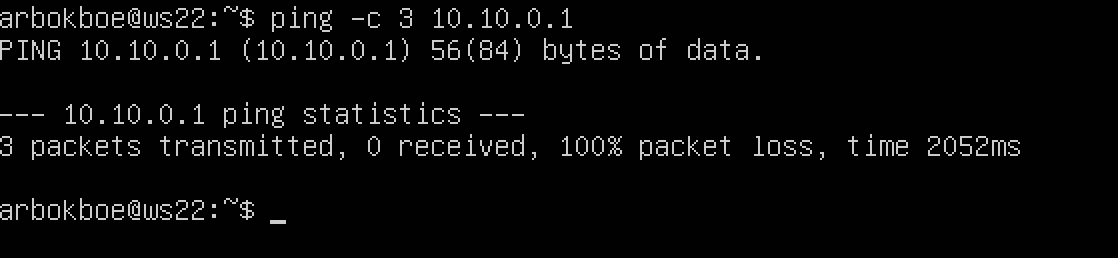 arbokboe@ws22:~$ ping -c 3 10.10.0.1
PING 10.10.0.1 (10.10.0.1) 56(84) bytes of data.
--- 10.10.0.1 ping statistics ---
3 packets transmitted, 0 received, 100% packet loss, time 2052ms
arbokboe@ws22:~$ _